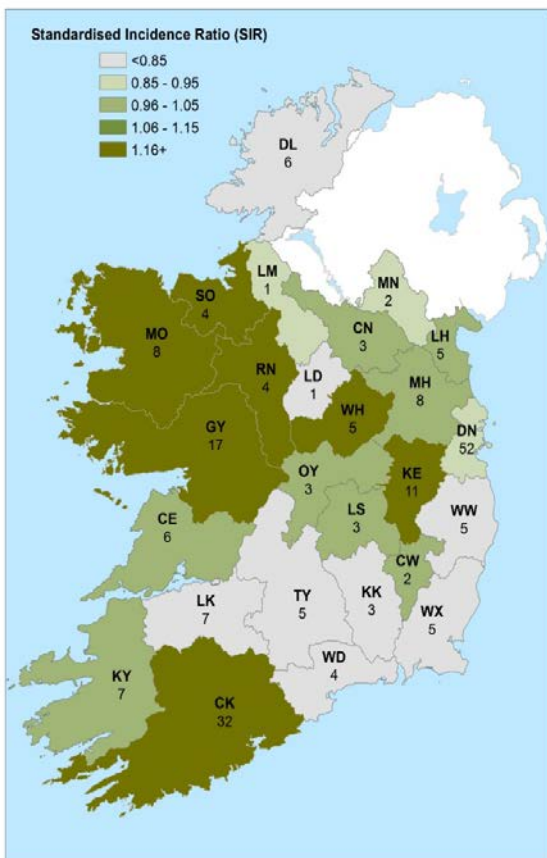 Standardised Incidence Ratio (SIR)
<0.85
0.85 - 0.95
0.96 - 1.05
1.06 - 1.15
1.16+
DL
6
LM
1
MN
2
SO
4
CN
3
LH
5
MO
8
RN
4
LD
1
MH
8
WH
5
GY
17
DN
52
OY
3
KE
11
LS
3
CE
6
WW
5
CW
2
LK
7
TY
5
KK
3
WX
5
WD
4
KY
7
CK
32